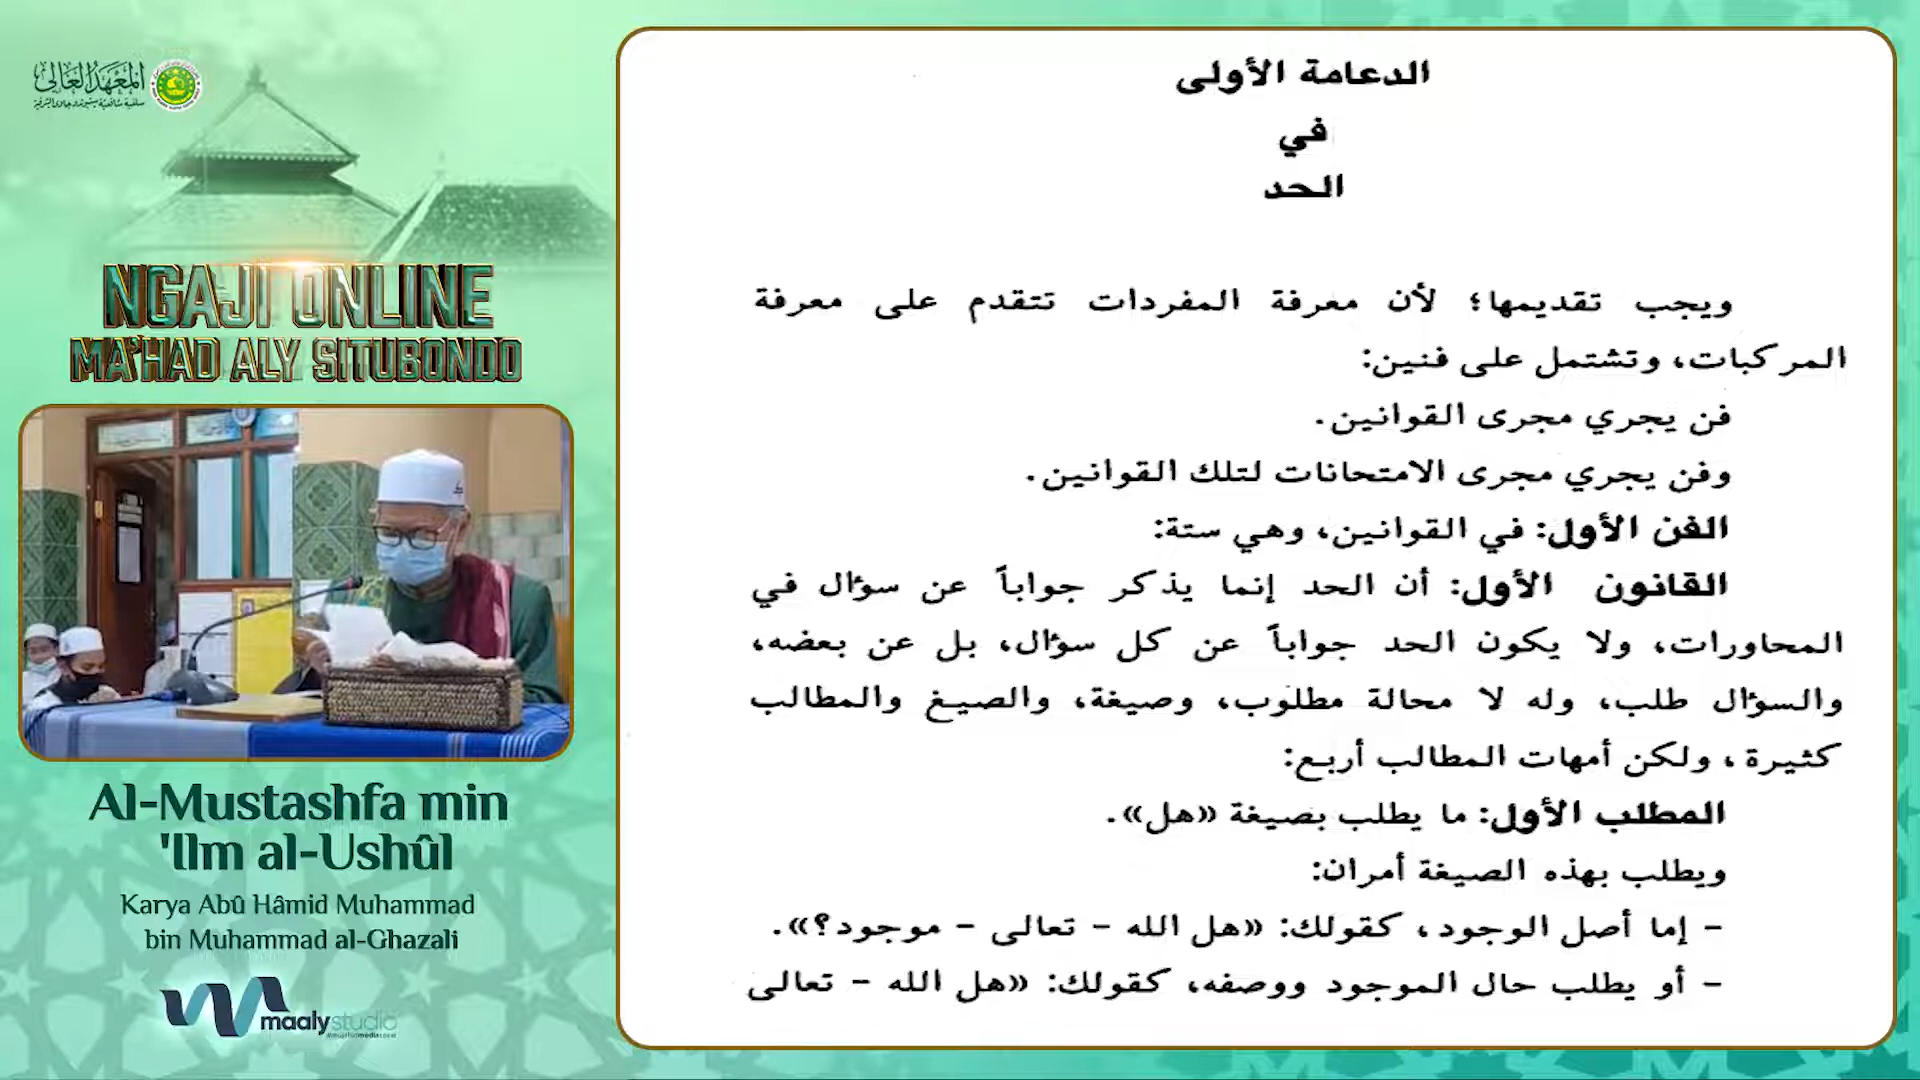 المعهد العالي
NGAJI ONLINE
MA'HAD ALY SITUBONDO
Al-Mustashfa min
'Ilm al-Ushûl
Karya Abû Hâmid Muhammad
bin Muhammad al-Ghazali
maalystudio
الدعامة الأولى
في
الحد
ويجب تقديمها؛ لأن معرفة المفردات تتقدم على معرفة
المركبات، وتشتمل على فنين:
فن يجري مجرى القوانين.
وفن يجري مجرى الامتحانات لتلك القوانين.
الفن الأول: في القوانين، وهي ستة:
القانون الأول: أن الحد إنما يذكر جواباً عن سؤال في
المحاورات، ولا يكون الحد جواباً عن كل سؤال، بل عن بعضه،
والسؤال طلب، وله لا محالة مطلوب، وصيغة، والصيغ والمطالب
كثيرة، ولكن أمهات المطالب أربع:
المطلب الأول: ما يطلب بصيغة «هل».
ويطلب بهذه الصيغة أمران:
- إما أصل الوجود، كقولك: «هل الله - تعالى - موجود؟».
- أو يطلب حال الموجود ووصفه، كقولك: «هل الله - تعالى